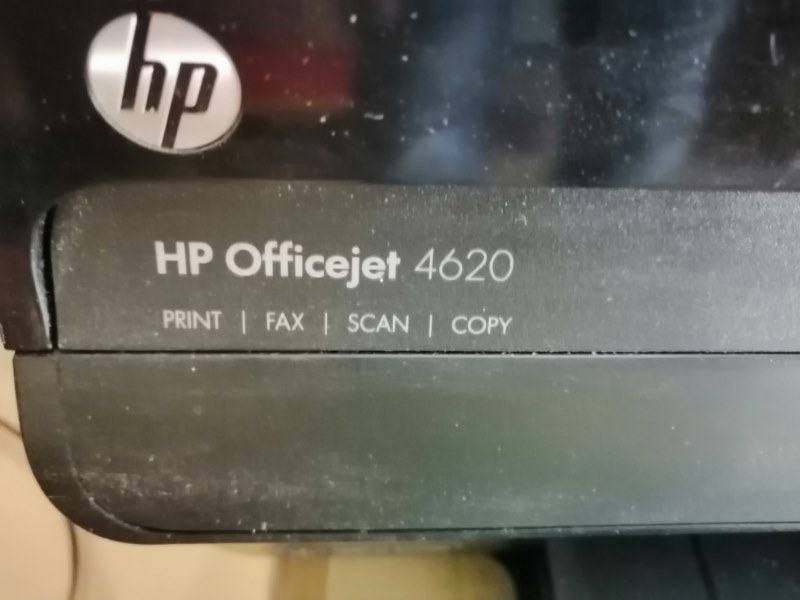 hp
HP Officejet 4620
PRINT | FAX | SCAN | COPY